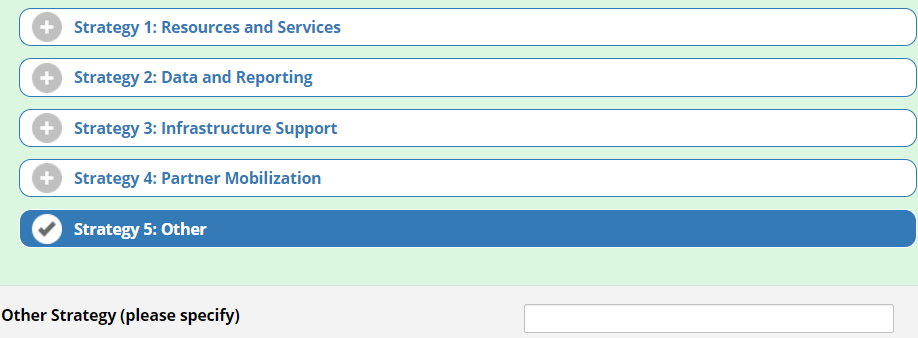 Strategy 1: Resources and Services
Strategy 2: Data and Reporting
Strategy 3: Infrastructure Support
Strategy 4: Partner Mobilization
Strategy 5: Other
Other Strategy (please specify)